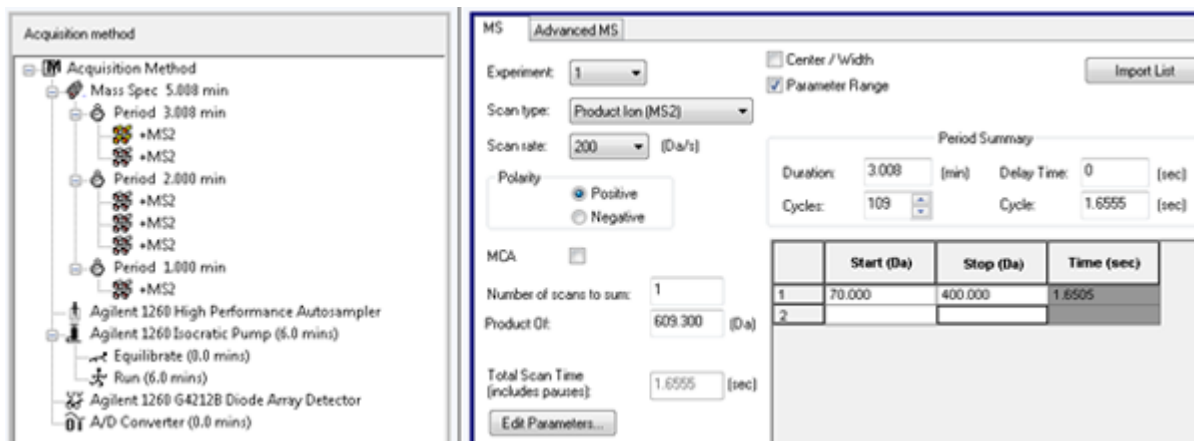 Acquisition method
Acquisition Method
Mass Spec 5.008 min
Period 3.008 min
+MS2
+MS2
Period 2.000 min
+MS2
+MS2
+MS2
Period 1.000 min
+MS2
Agilent 1260 High Performance Autosampler
Agilent 1260 Isocratic Pump (6.0 mins)
Equilibrate (0.0 mins)
Run (6.0 mins)
Agilent 1260 G4212B Diode Array Detector
A/D Converter (0.0 mins)
MS Advanced MS
Experiment: 1
Center / Width
Parameter Range
Import List
Scan type: Product Ion (MS2)
Scan rate: 200 (Da/s)
Polarity
Positive
Negative
Period Summary
Duration: 3.008 (min) Delay Time: 0 (sec)
Cycles: 109 Cycle: 1.6555 (sec)
MCA
Number of scans to sum: 1
Product Of: 609.300 (Da)
Total Scan Time
(includes pauses): 1.6555 (sec)
Edit Parameters...
Start (Da) Stop (Da) Time (sec)
1 70.000 400.000 1.6505
2